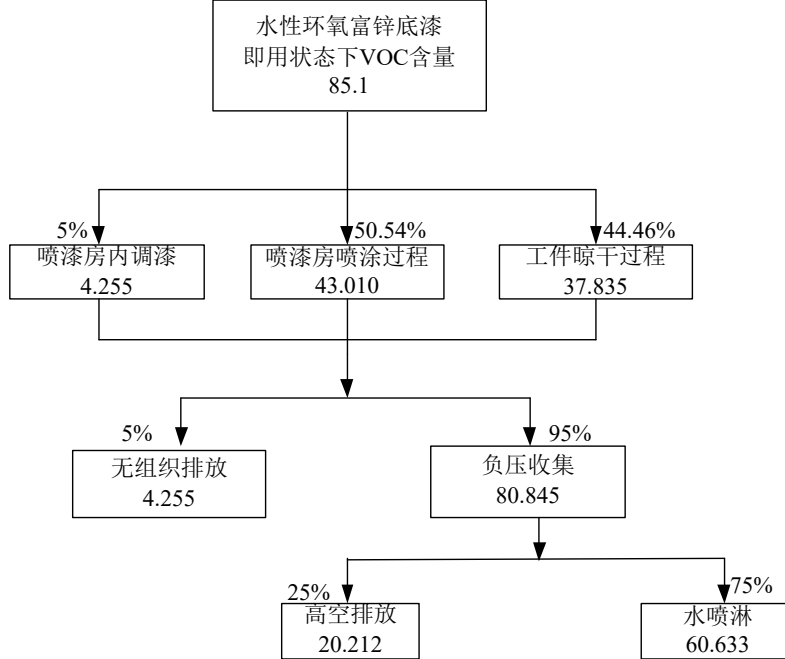 水性环氧富锌底漆
即用状态下VOC含量
85.1
5%
50.54%
44.46%
喷漆房内调漆
4.255
喷漆房喷涂过程
43.010
工件晾干过程
37.835
5%
95%
无组织排放
4.255
负压收集
80.845
25%
75%
高空排放
20.212
水喷淋
60.633